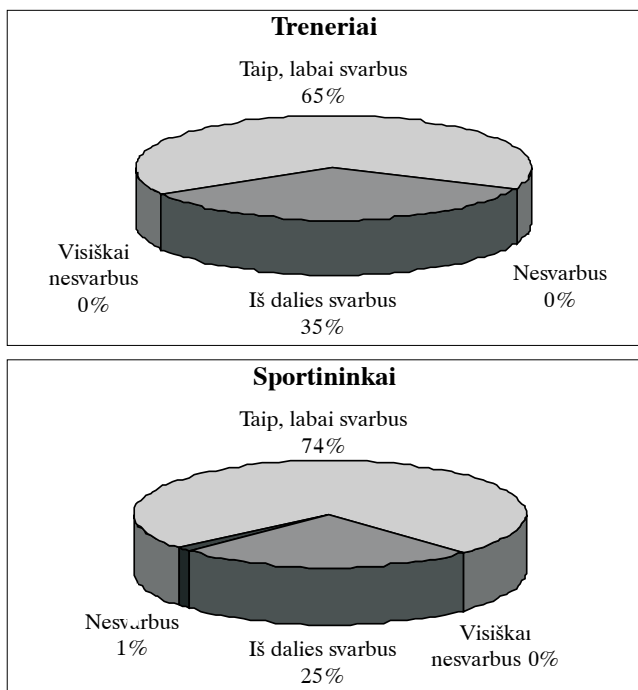 Treneriai
Taip, labai svarbus
65%
Visiškai
nesvarbus
0%
Nesvarbus
0%
Iš dalies svarbus
35%
Sportininkai
Taip, labai svarbus
74%
Nesvarbus
1%
Iš dalies svarbus
25%
Visiškai
nesvarbus 0%